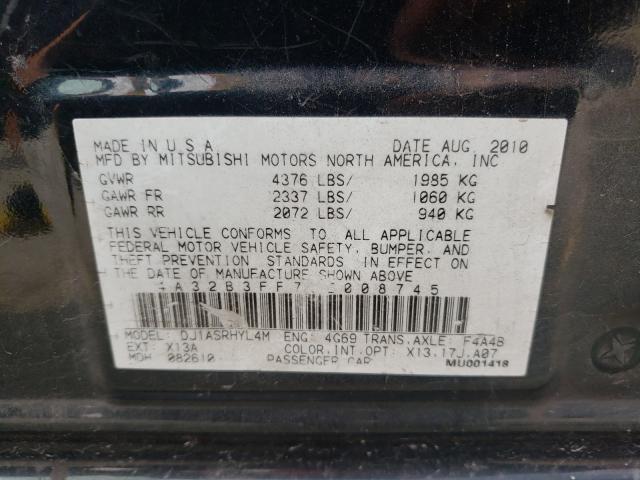 MADE IN U S A DATE AUG 2010
MFD BY MITSUBISHI MOTORS NORTH AMERICA, INC
GVWR 4376 LBS/ 1985 KG
GAWR FR 2337 LBS/ 1060 KG
GAWR RR 2072 LBS/ 940 KG
THIS VEHICLE CONFORMS TO ALL APPLICABLE
FEDERAL MOTOR VEHICLE SAFETY, BUMPER, AND
THEFT PREVENTION STANDARDS IN EFFECT ON
THE DATE OF MANUFACTURE SHOWN ABOVE
A32B3FF7 008745
MODEL: DJ1ASRHYL4M ENG: 4G69 TRANS.AXLE: F4A4B
EXT: X13A COLOR.INT.OPT: X13.17J.A07
MDH 082610 PASSENGER CAR MU001418